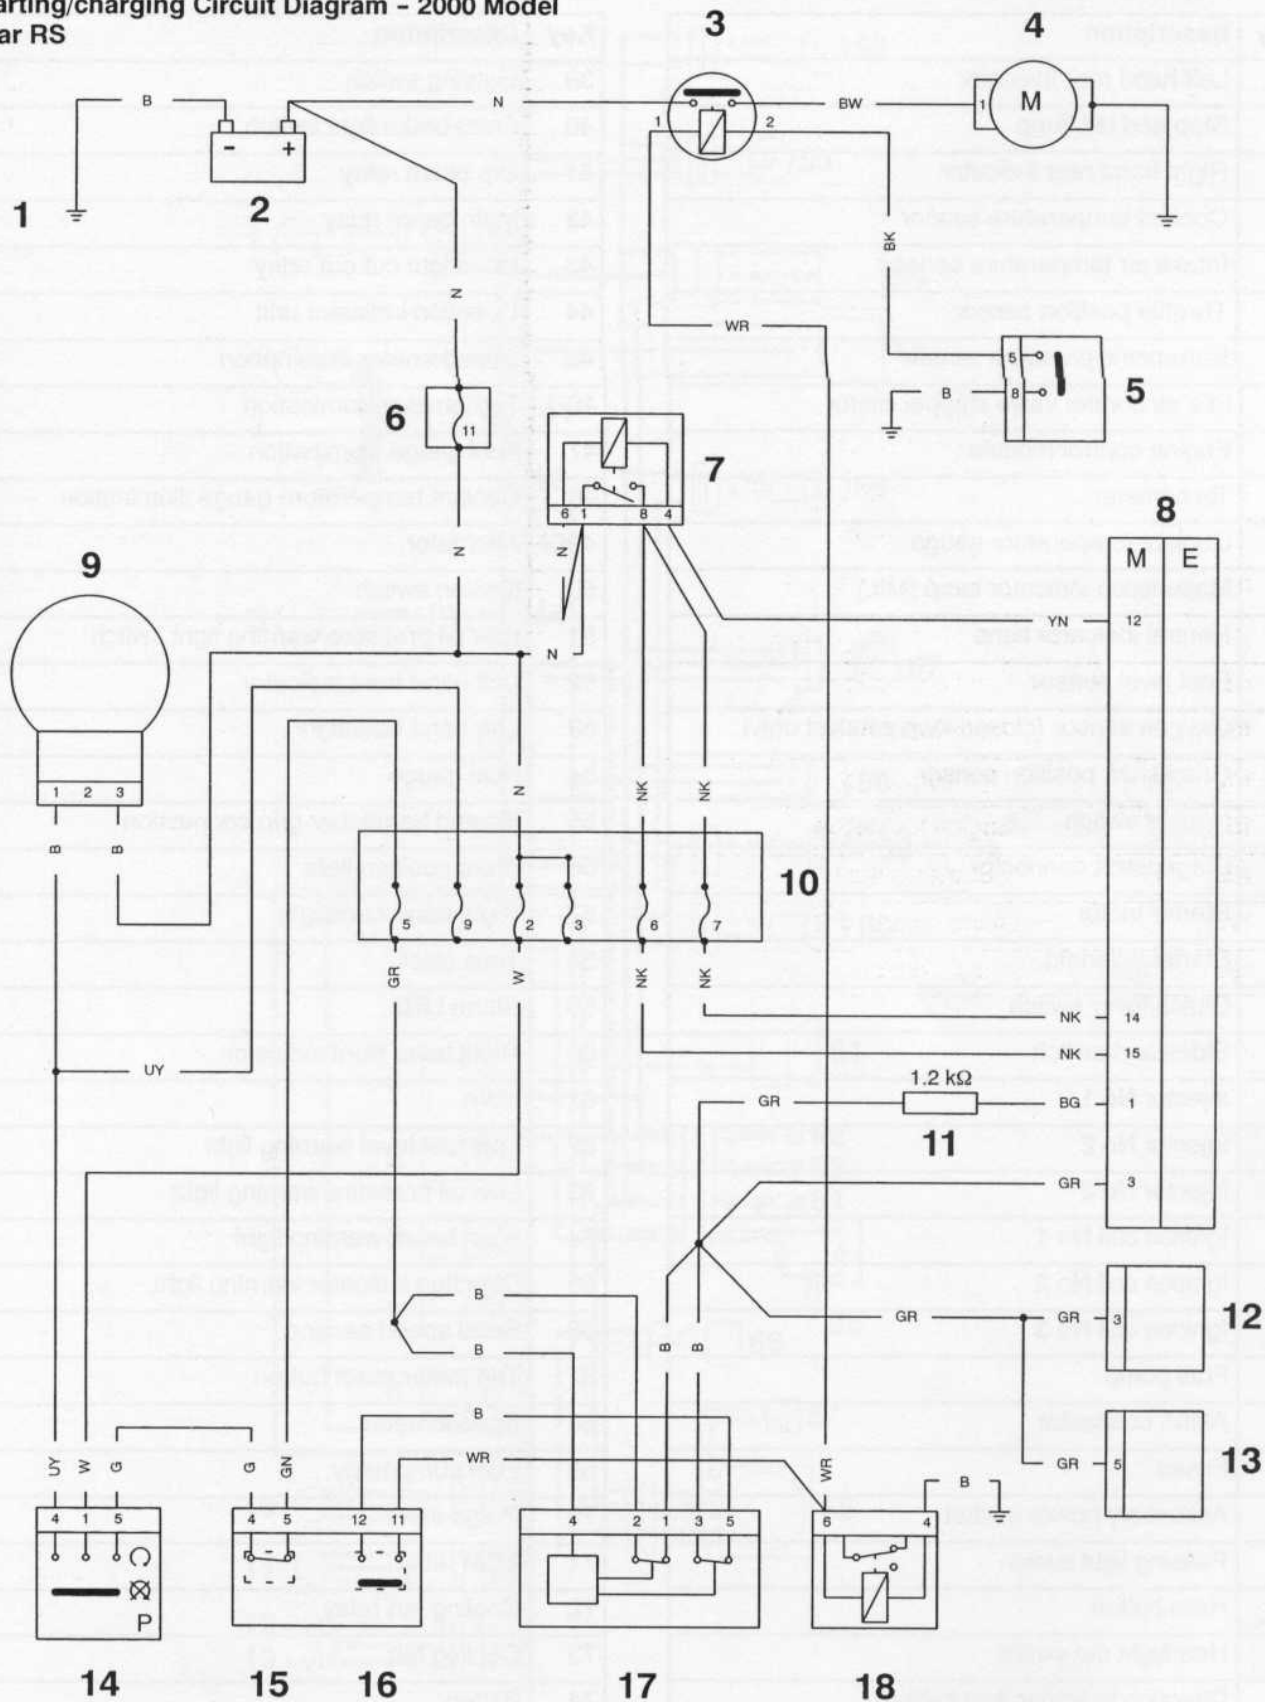 arting/charging Circuit Diagram – 2000 Model
ar RS
3
4
B
N
BW
1
M
- +
1
2
1
2
BK
N
WR
5
5
B
8
6
11
7
6 1 8 4
8
N
N
9
M E
YN
12
N
1 2 3
N
NK
NK
B
B
10
5
9
2
3
6
7
GR
W
NK
NK
NK 14
NK 15
UY
1.2 kΩ
GR
BG
1
11
GR
3
B
GR
GR
3
12
B
B
B
B
UY
W
G
G
GN
WR
WR
B
GR
5
13
4 1 5
4 5
12 11
4
2 1 3 5
6
4
C
P
14
15
16
17
18